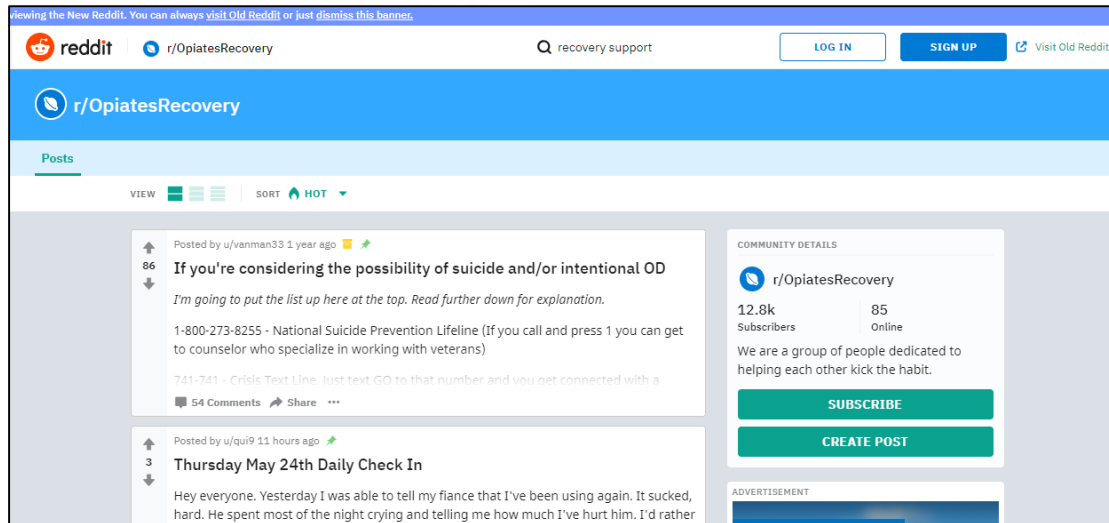 viewing the New Reddit. You can always visit Old Reddit or just dismiss this banner.
reddit r/OpiatesRecovery recovery support LOG IN SIGN UP Visit Old Reddit
r/OpiatesRecovery
Posts
VIEW SORT HOT
Posted by u/vanman33 1 year ago
86
If you're considering the possibility of suicide and/or intentional OD
I'm going to put the list up here at the top. Read further down for explanation.
1-800-273-8255 - National Suicide Prevention Lifeline (If you call and press 1 you can get
to counselor who specialize in working with veterans)
741-741 - Crisis Text Line. Just text GO to that number and you get connected with a
54 Comments Share ...
Posted by u/qui9 11 hours ago
3
Thursday May 24th Daily Check In
Hey everyone. Yesterday I was able to tell my fiance that I've been using again. It sucked,
hard. He spent most of the night crying and telling me how much I've hurt him. I'd rather
COMMUNITY DETAILS
r/OpiatesRecovery
12.8k 85
Subscribers Online
We are a group of people dedicated to
helping each other kick the habit.
SUBSCRIBE
CREATE POST
ADVERTISEMENT